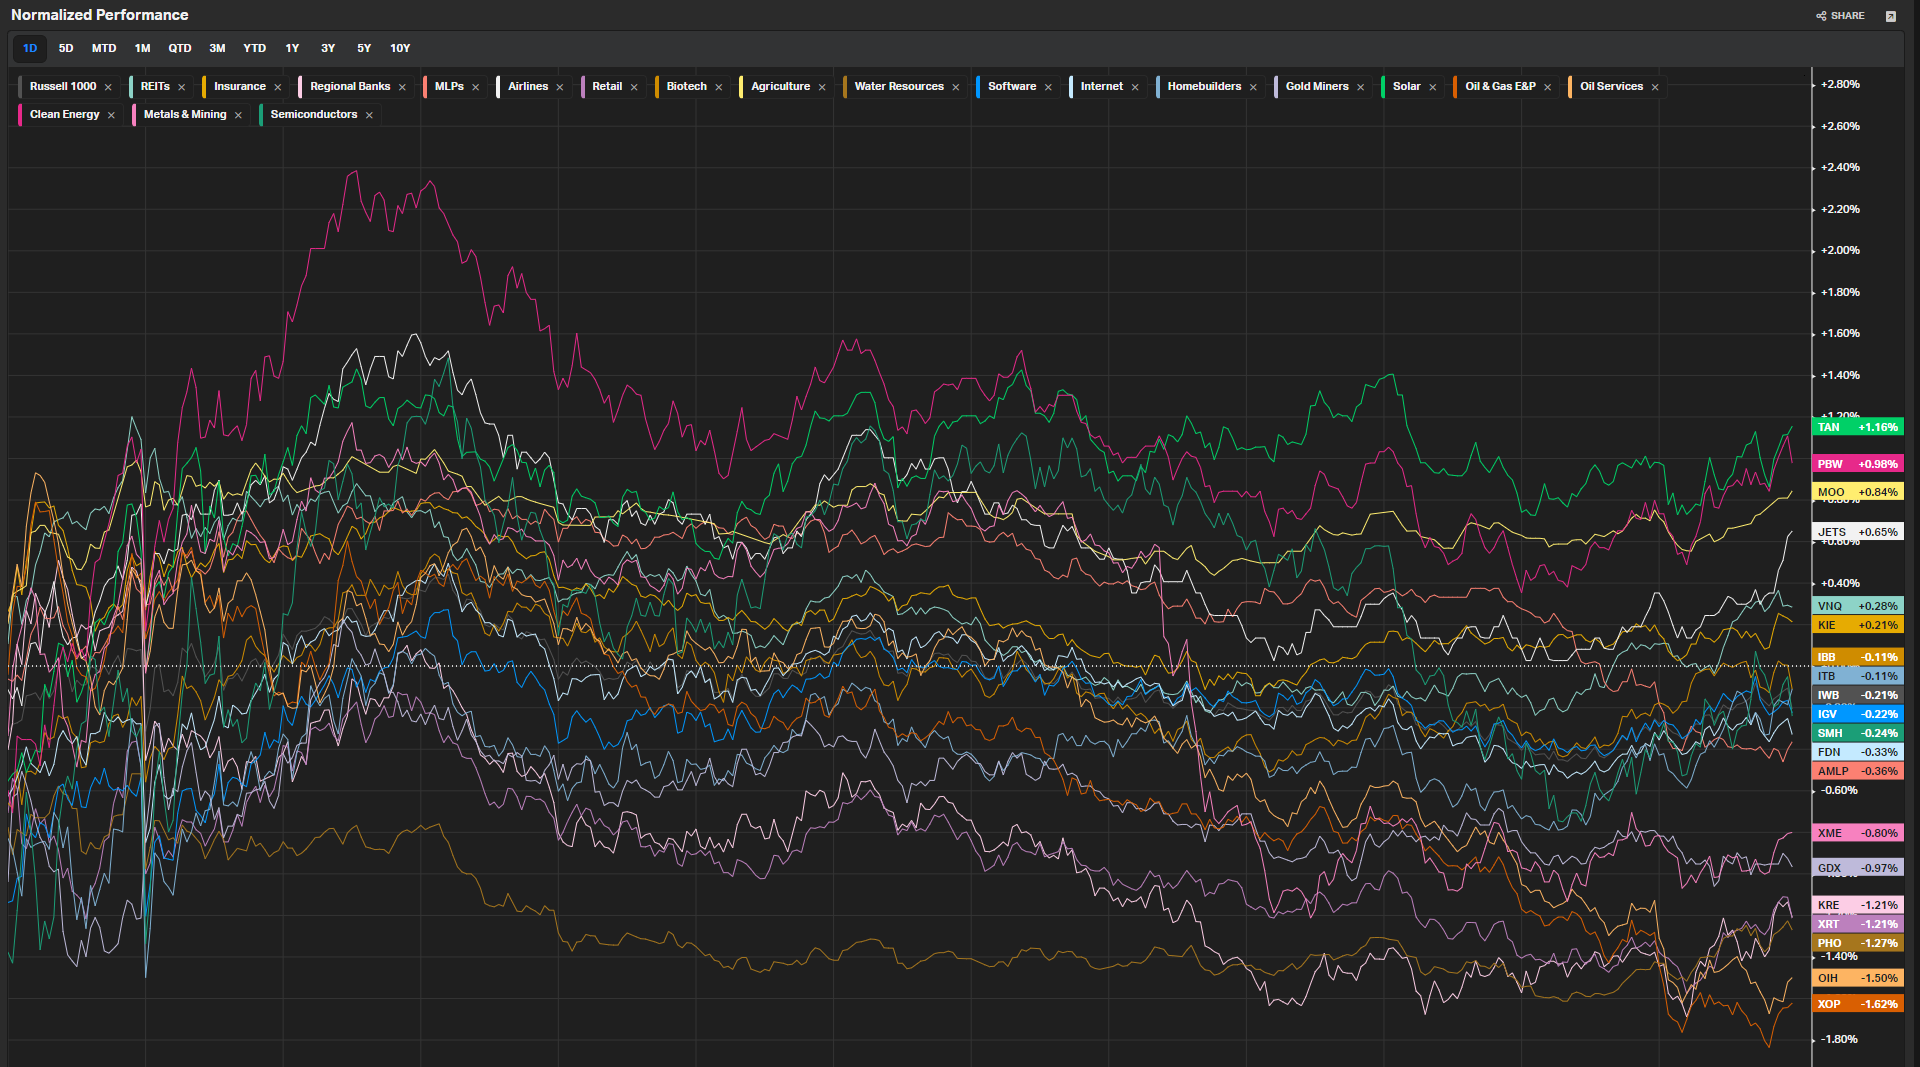 Normalized Performance
SHARE
1D 5D MTD 1M QTD 3M YTD 1Y 3Y 5Y 10Y
Russell 1000 × REITs × Insurance × Regional Banks × MLPs × Airlines × Retail × Biotech × Agriculture × Water Resources × Software × Internet × Homebuilders × Gold Miners × Solar × Oil & Gas E&P × Oil Services ×
Clean Energy × Metals & Mining × Semiconductors ×
+2.80%
+2.60%
+2.40%
+2.20%
+2.00%
+1.80%
+1.60%
+1.40%
+1.20%
TAN +1.16%
PBW +0.98%
MOO +0.84%
JETS +0.65%
+0.60%
+0.40%
VNQ +0.28%
KIE +0.21%
IBB -0.11%
ITB -0.11%
IWB -0.21%
IGV -0.22%
SMH -0.24%
FDN -0.33%
AMLP -0.36%
-0.60%
XME -0.80%
GDX -0.97%
KRE -1.21%
XRT -1.21%
PHO -1.27%
-1.40%
OIH -1.50%
XOP -1.62%
-1.80%